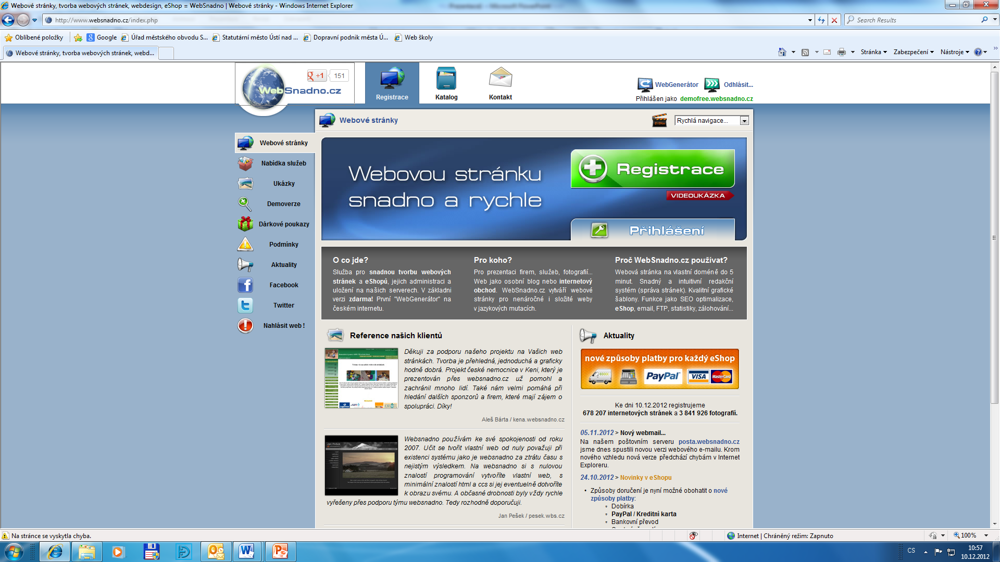 Webové stránky, tvorba webových stránek, webdesign, eShop = WebSnadno | Webové stránky - Windows Internet Explorer
http://www.websnadno.cz/index.php
Search Results
Oblíbené položky
Google
Úřad městského obvodu S...
Statutární město Ústí nad ...
Dopravní podnik města Ú...
Web školy
Webové stránky, tvorba webových stránek, webd...
Stránka
Zabezpečení
Nástroje
WebSnadno.cz
+1
151
Registrace
Katalog
Kontakt
WebGenerátor
Odhlásit...
Přihlášen jako demofree.websnadno.cz
Webové stránky
Rychlá navigace...
Webové stránky
Nabídka služeb
Ukázky
Demoverze
Dárkové poukazy
Podmínky
Aktuality
Facebook
Twitter
Nahlásit web !
Webovou stránku
snadno a rychle
Registrace
VIDEOUKÁZKA
Přihlášení
O co jde?
Služba pro snadnou tvorbu webových
stránek a eShopů, jejich administraci a
uložení na našich serverech. V základní
verzi zdarma! První "WebGenerátor" na
českém internetu.
Pro koho?
Pro prezentaci firem, služeb, fotografií...
Web jako osobní blog nebo internetový
obchod. WebSnadno.cz vytváří webové
stránky pro nenáročné i složité weby
v jazykových mutacích.
Proč WebSnadno.cz používat?
Webová stránka na vlastní doméně do 5
minut. Snadný a intuitivní redakční
systém (správa stránek). Kvalitní grafické
šablony. Funkce jako SEO optimalizace,
eShop, email, FTP, statistiky, zálohování...
Reference našich klientů
Děkuji za podporu našeho projektu na Vašich web
stránkách. Tvorba je přehledná, jednoduchá a graficky
hodně dobrá. Projekt české nemocnice v Keni, který je
prezentován přes websnadno.cz už pomohl a
zachránil mnoho lidí. Také nám velmi pomáhá při
hledání dalších sponzorů a firem, které mají zájem o
spolupráci. Díky!
Aleš Bárta / kena.websnadno.cz
Websnadno používám ke své spokojenosti od roku
2007. Učit se tvořit vlastní web od nuly považuji při
existenci systému jako je websnadno za ztrátu času s
nejistým výsledkem. Na websnadno si s nulovou
znalostí programování vytvoříte vlastní web, s
minimální znalostí html a ccs si jej eventuelně dotvoříte
k obrazu svému. A občasné drobnosti byly vždy rychle
vyřešeny přes podporu týmu websnadno. Tedy rozhodně doporučuji.
Jan Pešek / pesek.wbs.cz
Aktuality
nové způsoby platby pro každý eShop
PayPal
VISA
MasterCard
Ke dni 10.12.2012 registrujeme
678 207 internetových stránek a 3 841 926 fotografií.
05.11.2012 > Nový webmail...
Na našem poštovním serveru posta.websnadno.cz
jsme dnes spustili novou verzi webového e-mailu. Krom
nového vzhledu nová verze předchází chybám v Internet
Exploreru.
24.10.2012 > Novinky v eShopu
• Způsoby doručení je nyní možné obohatit o nové
způsoby platby:
◦ Dobírka
◦ PayPal / Kreditní karta
◦ Bankovní převod
Na stránce se vyskytla chyba.
Internet | Chráněný režim: Zapnuto
100%
CS
10:57
10.12.2012